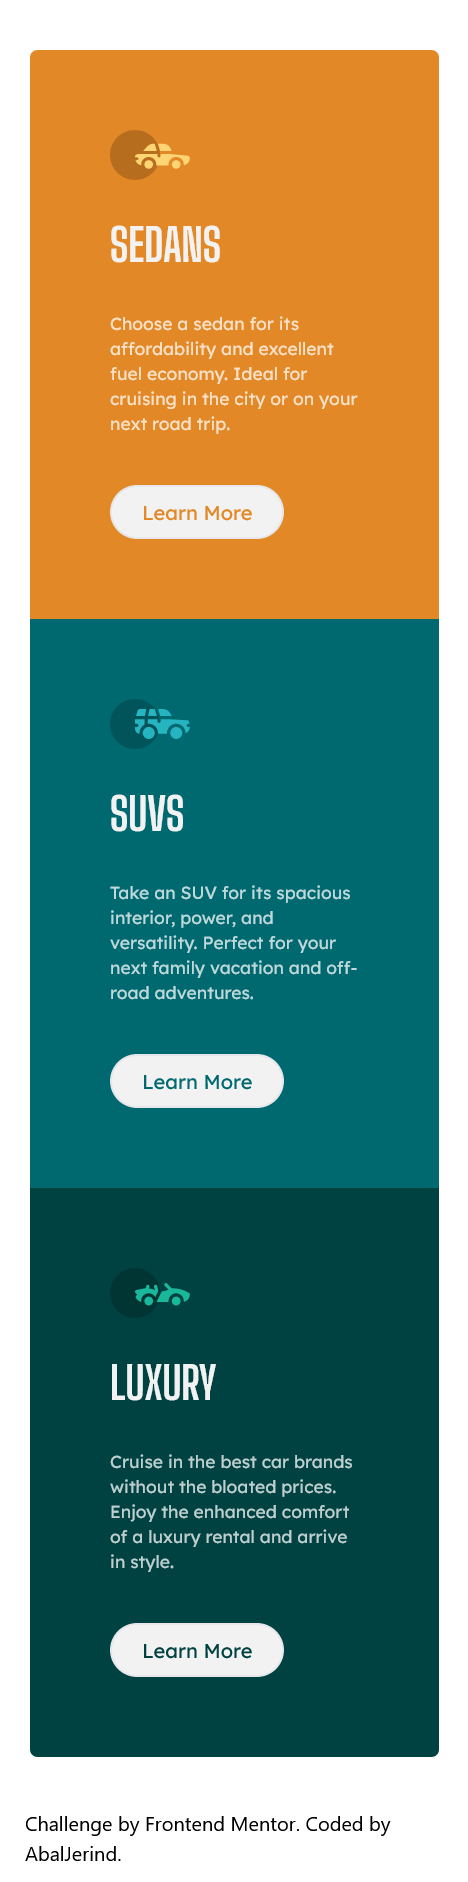 SEDANS
Choose a sedan for its
affordability and excellent
fuel economy. Ideal for
cruising in the city or on your
next road trip.
Learn More
SUVS
Take an SUV for its spacious
interior, power, and
versatility. Perfect for your
next family vacation and off-
road adventures.
Learn More
LUXURY
Cruise in the best car brands
without the bloated prices.
Enjoy the enhanced comfort
of a luxury rental and arrive
in style.
Learn More
Challenge by Frontend Mentor. Coded by
AbalJerind.